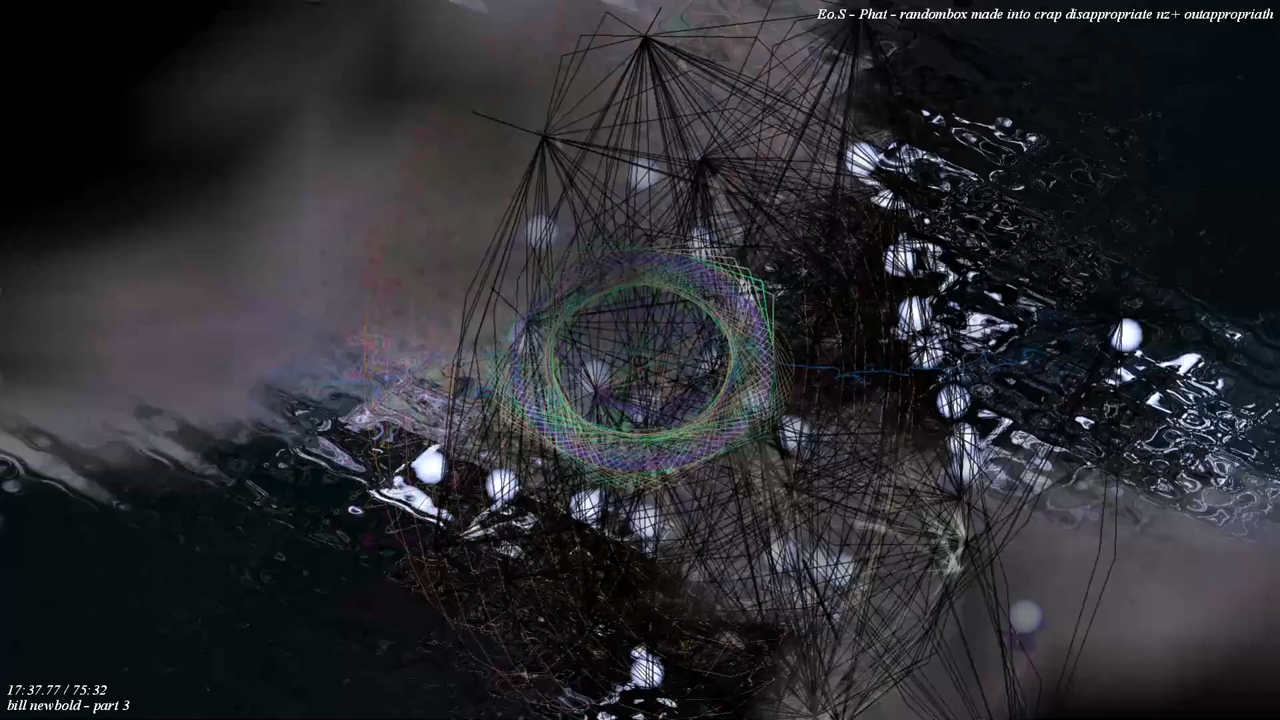 Eo.S - Phat - randombox made into crap disappropriate nz+ outappropriath
17:37.77 / 75:32
bill newbold - part 3